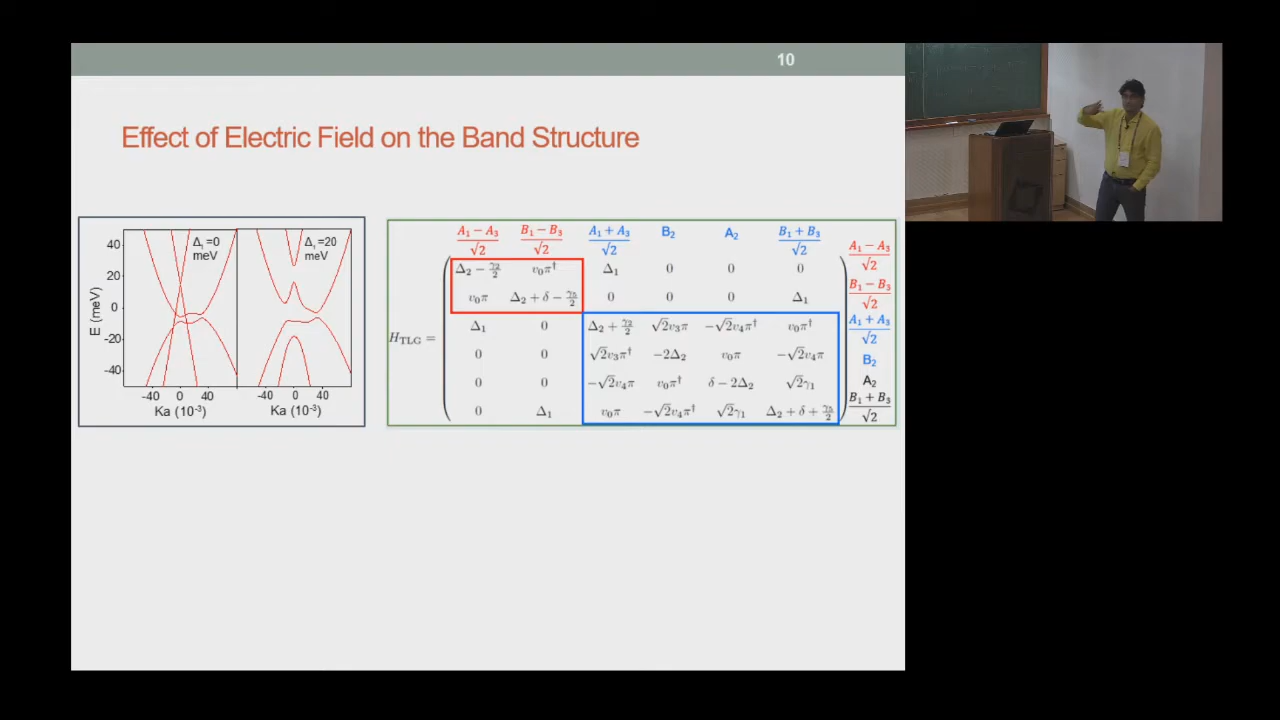 10
Effect of Electric Field on the Band Structure
E (meV)
40
20
0
-20
-40
Δ₁=0
meV
Δ₁=20
meV
-40 0 40 -40 0 40
Ka (10⁻³) Ka (10⁻³)
(A₁ − A₃)/√2 (B₁ − B₃)/√2 (A₁ + A₃)/√2 B₂ A₂ (B₁ + B₃)/√2
H_TLG =
Δ₂ − γ₂/2 v₀π† Δ₁ 0 0 0 (A₁ − A₃)/√2
v₀π Δ₂ + δ − γ₅/2 0 0 0 Δ₁ (B₁ − B₃)/√2
Δ₁ 0 Δ₂ + γ₂/2 √2v₃π −√2v₄π† v₀π† (A₁ + A₃)/√2
0 0 √2v₃π† −2Δ₂ v₀π −√2v₄π B₂
0 0 −√2v₄π v₀π† δ − 2Δ₂ √2γ₁ A₂
0 Δ₁ v₀π −√2v₄π† √2γ₁ Δ₂ + δ + γ₅/2 (B₁ + B₃)/√2